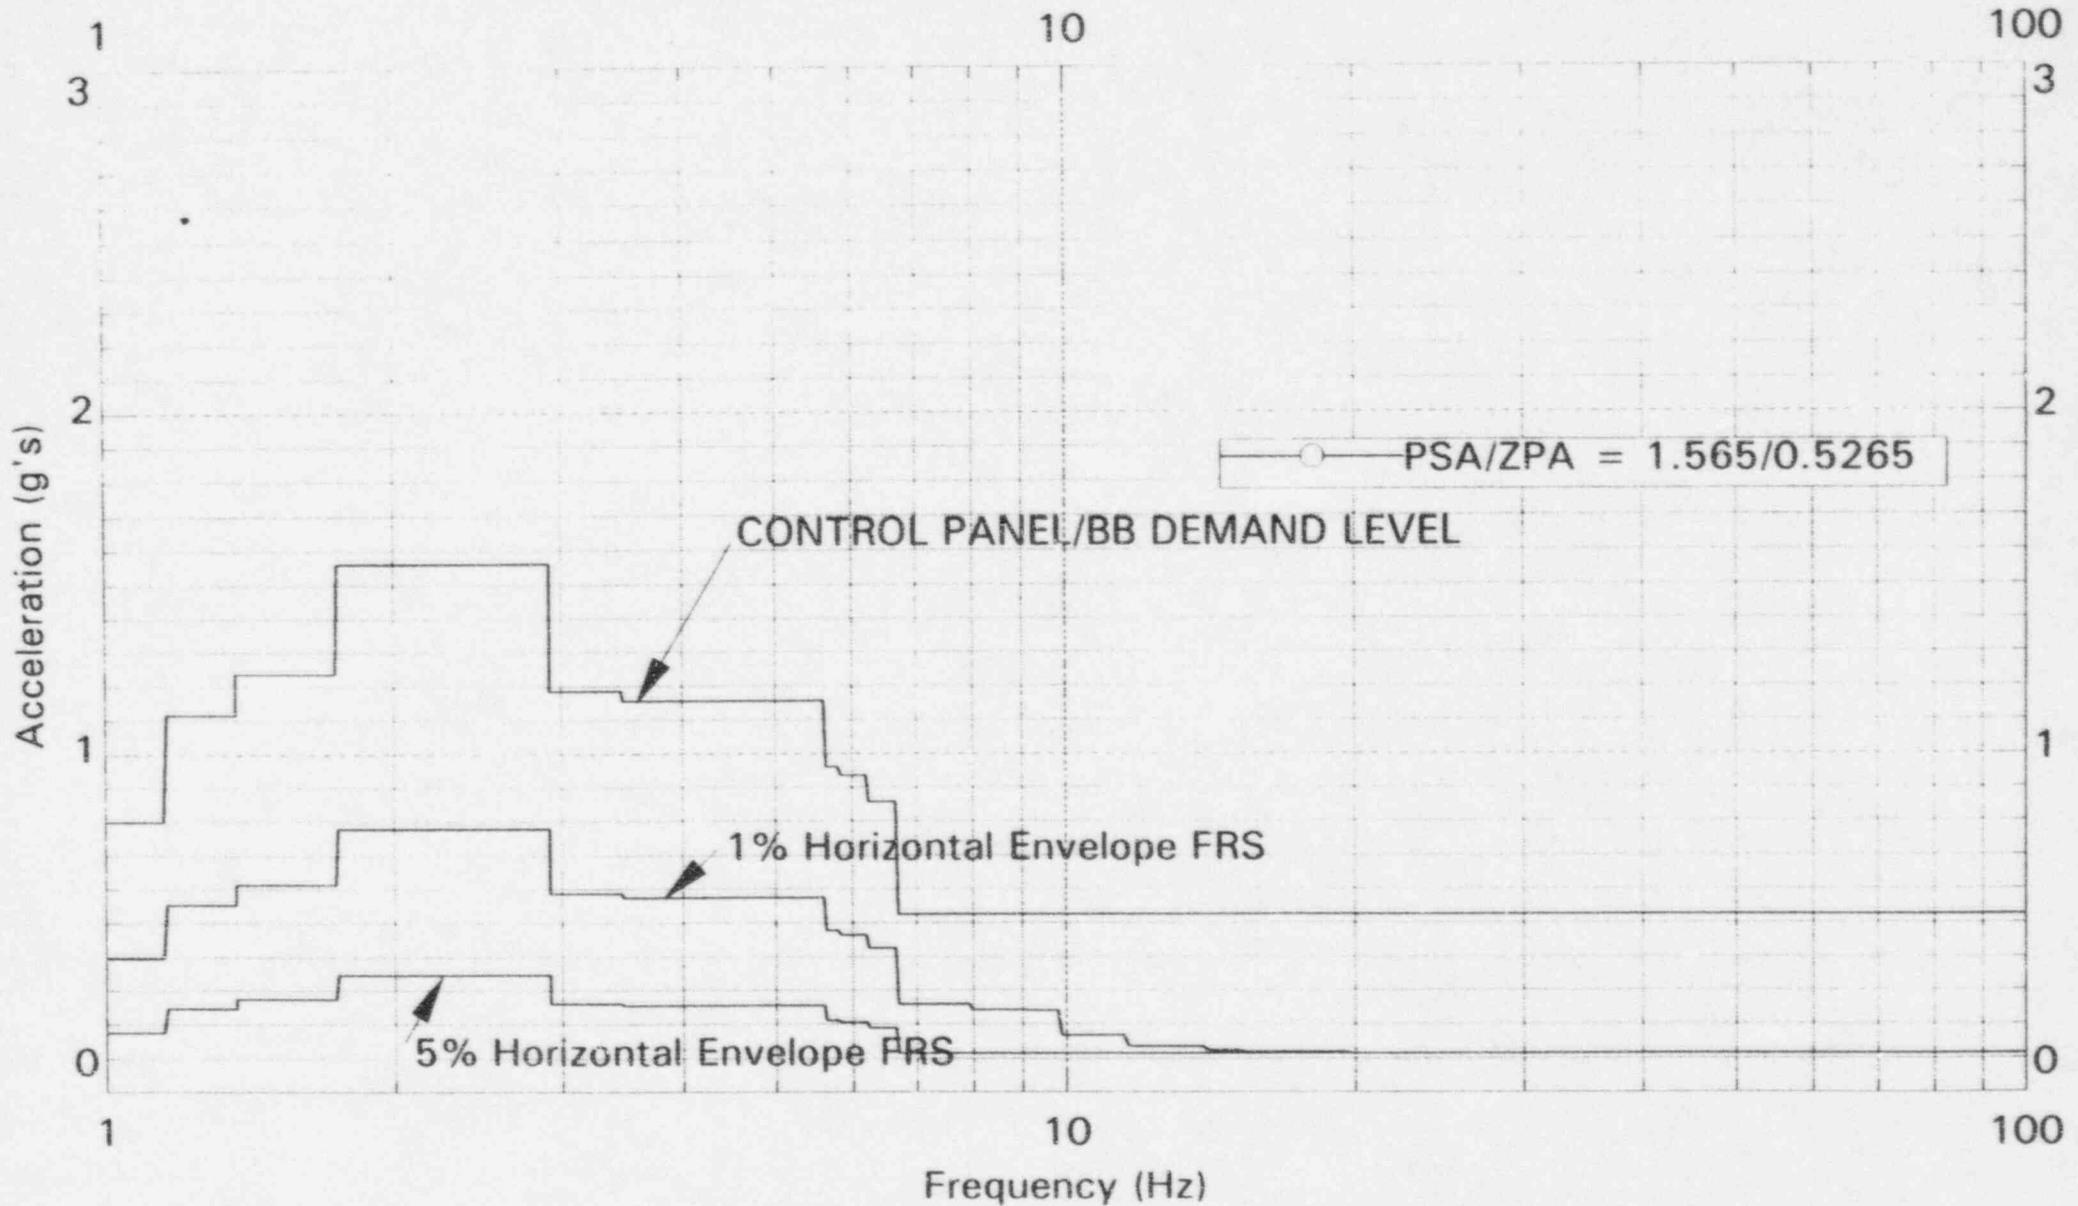 1 10 100
3 3
2 2
PSA/ZPA = 1.565/0.5265
CONTROL PANEL/BB DEMAND LEVEL
Acceleration (g's)
1 1
1% Horizontal Envelope FRS
5% Horizontal Envelope FRS
0 0
1 10 100
Frequency (Hz)